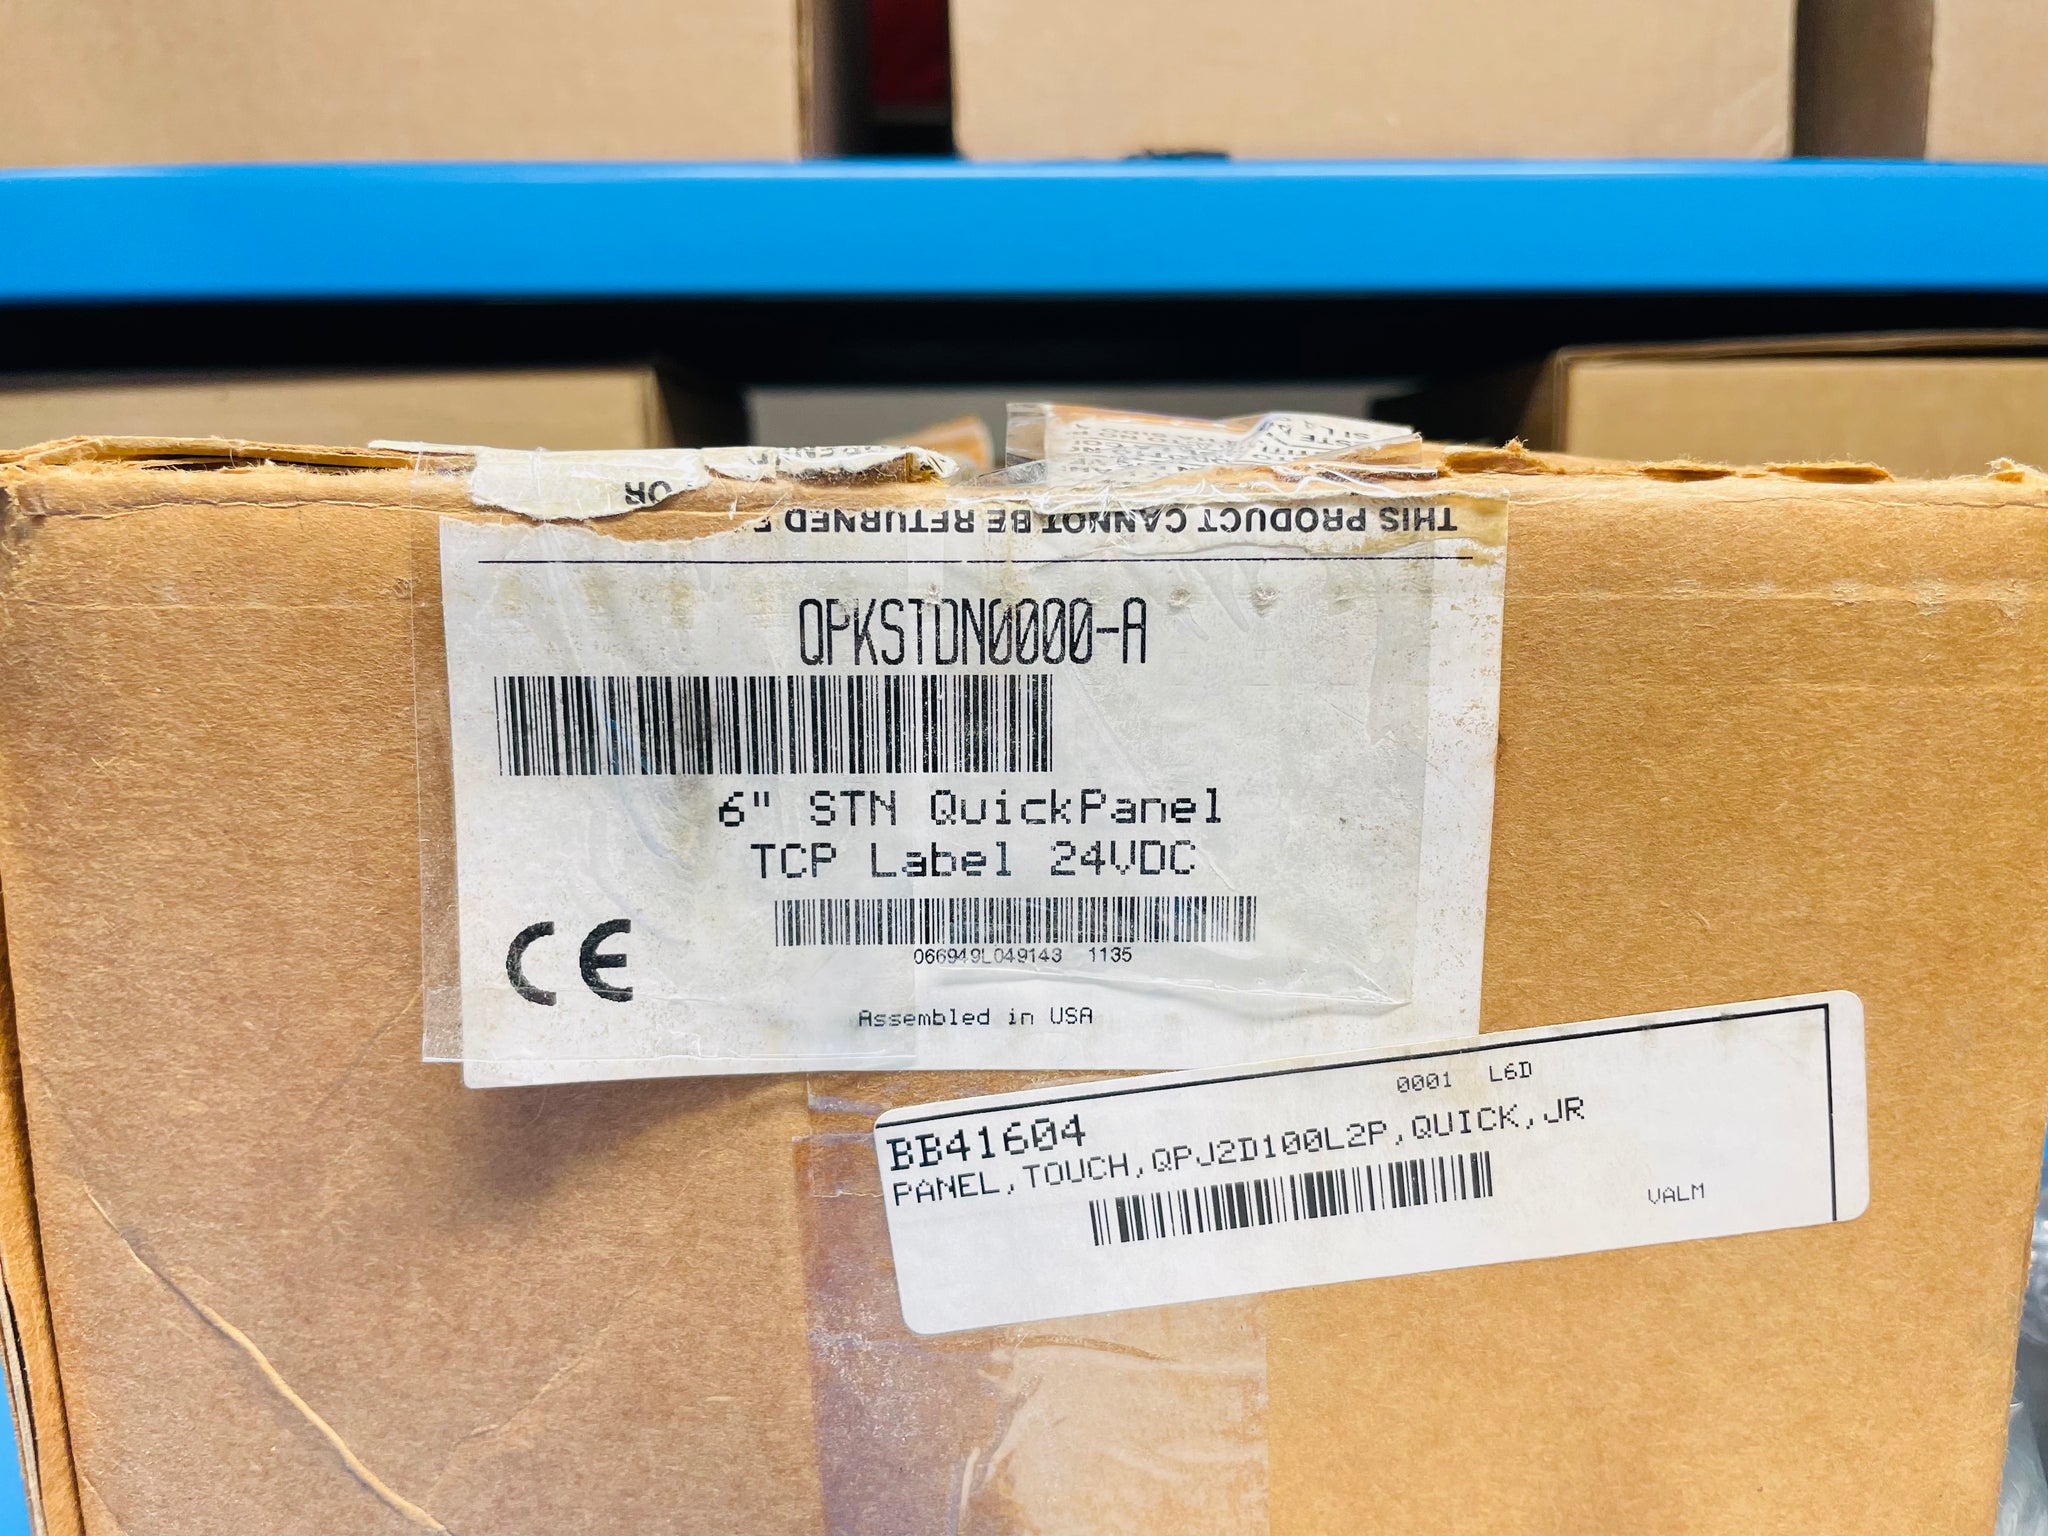 OR
THIS PRODUCT CANNOT BE RETURNED
QPKSTDN0000-A
6" STN QuickPanel
TCP Label 24VDC
CE
066949L049143 1135
Assembled in USA
0001 L6D
BB41604
PANEL,TOUCH,QPJ2D100L2P,QUICK,JR
VALM